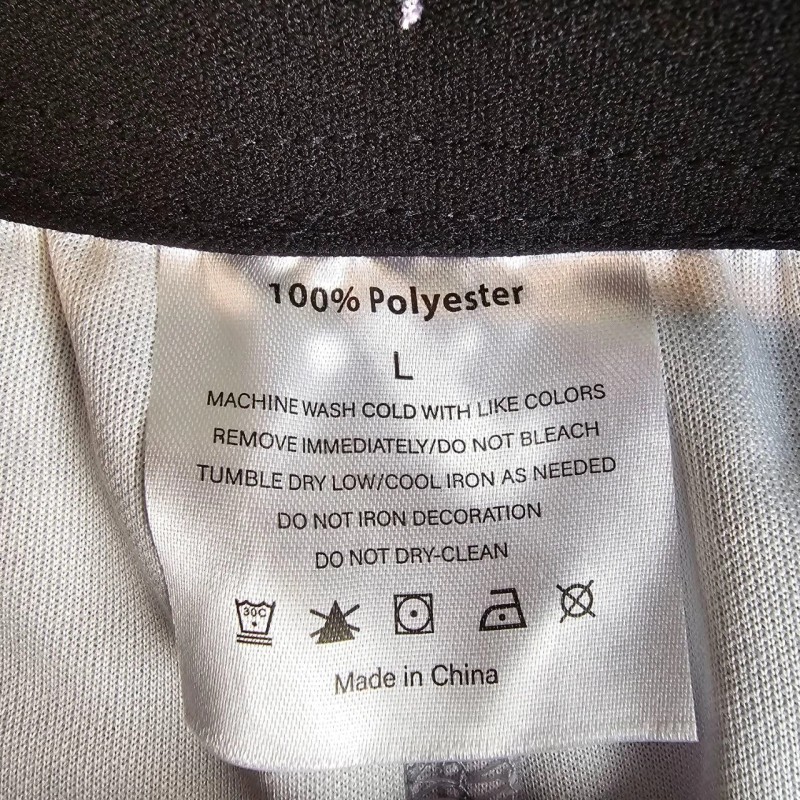 100% Polyester
L
MACHINE WASH COLD WITH LIKE COLORS
REMOVE IMMEDIATELY/DO NOT BLEACH
TUMBLE DRY LOW/COOL IRON AS NEEDED
DO NOT IRON DECORATION
DO NOT DRY-CLEAN
30C
Made in China